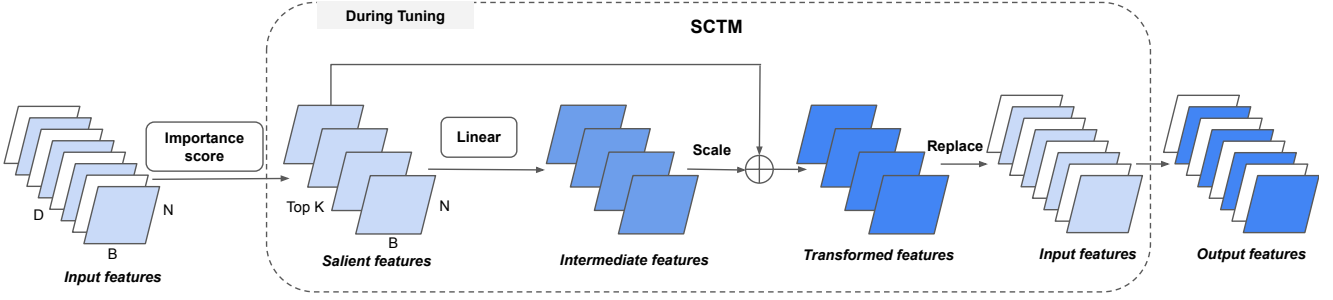 During Tuning
SCTM
Importance
score
Linear
Scale
Replace
D
N
B
Top K
N
B
Input features
Salient features
Intermediate features
Transformed features
Input features
Output features